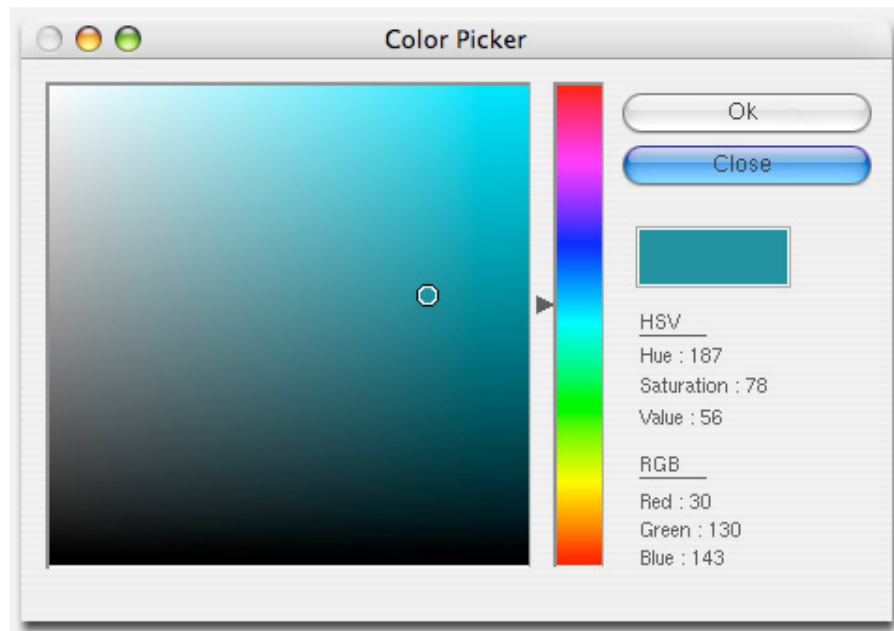 Color Picker
Ok
Close
HSV
Hue : 187
Saturation : 78
Value : 56
RGB
Red : 30
Green : 130
Blue : 143